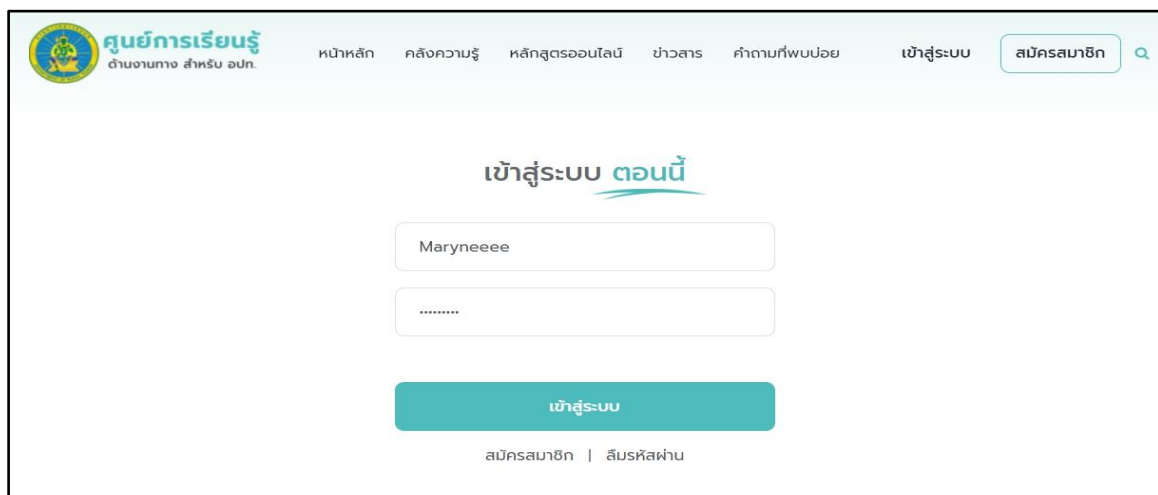 ศูนย์การเรียนรู้
ด้านงานทาง สำหรับ อปท.
หน้าหลัก คลังความรู้ หลักสูตรออนไลน์ ข่าวสาร คำถามที่พบบ่อย เข้าสู่ระบบ สมัครสมาชิก
เข้าสู่ระบบ ตอนนี้
Maryneeee
·········
เข้าสู่ระบบ
สมัครสมาชิก | ลืมรหัสผ่าน